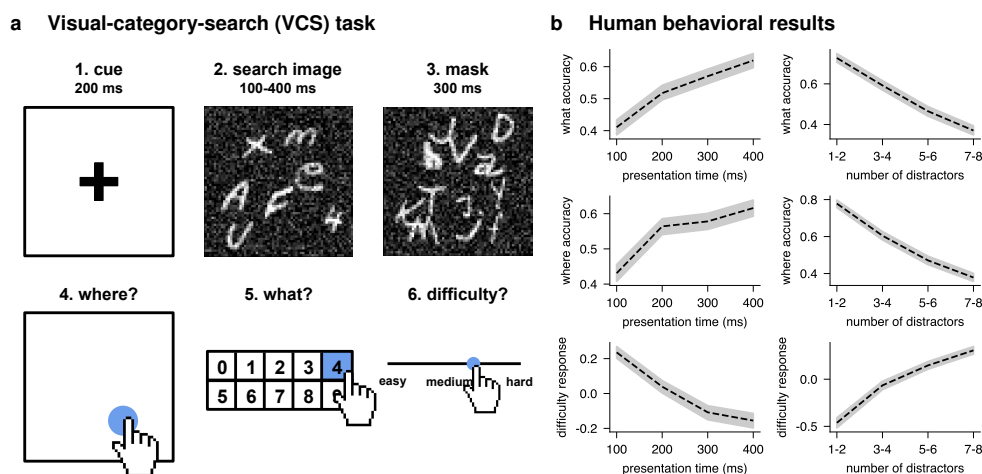 a Visual-category-search (VCS) task
1. cue
200 ms
2. search image
100-400 ms
3. mask
300 ms
x m
e
A F
4
U
D
V a
T y
4. where?
5. what?
0 1 2 3 4
5 6 7 8
6. difficulty?
easy medium hard
b Human behavioral results
what accuracy
0.6
0.5
0.4
100 200 300 400
presentation time (ms)
what accuracy
0.6
0.4
1-2 3-4 5-6 7-8
number of distractors
where accuracy
0.6
0.5
0.4
100 200 300 400
presentation time (ms)
where accuracy
0.8
0.6
0.4
1-2 3-4 5-6 7-8
number of distractors
difficulty response
0.2
0.0
-0.2
100 200 300 400
presentation time (ms)
difficulty response
0.0
-0.5
1-2 3-4 5-6 7-8
number of distractors